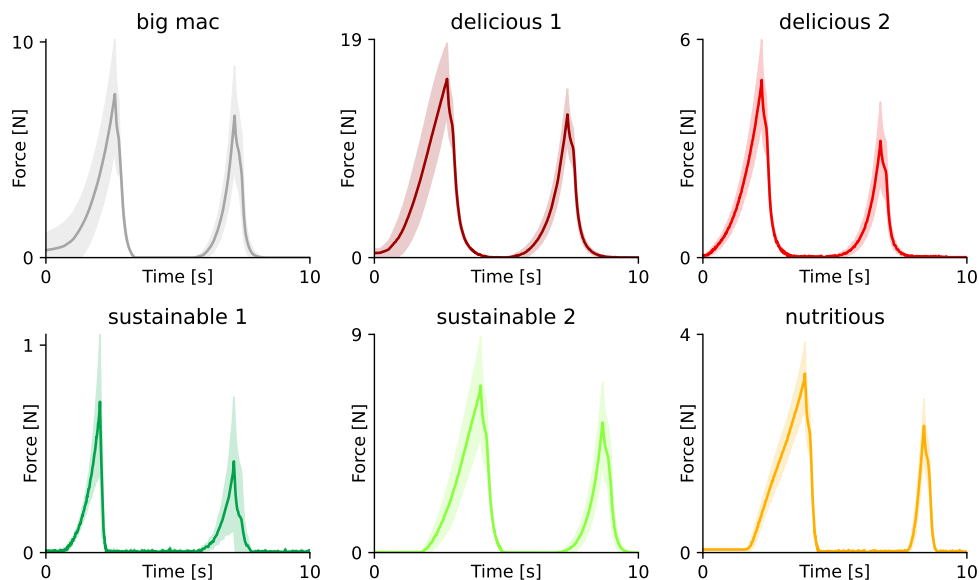 big mac
10
Force [N]
0
0
Time [s]
10
delicious 1
19
Force [N]
0
0
Time [s]
10
delicious 2
6
Force [N]
0
0
Time [s]
10
sustainable 1
1
Force [N]
0
0
Time [s]
10
sustainable 2
9
Force [N]
0
0
Time [s]
10
nutritious
4
Force [N]
0
0
Time [s]
10